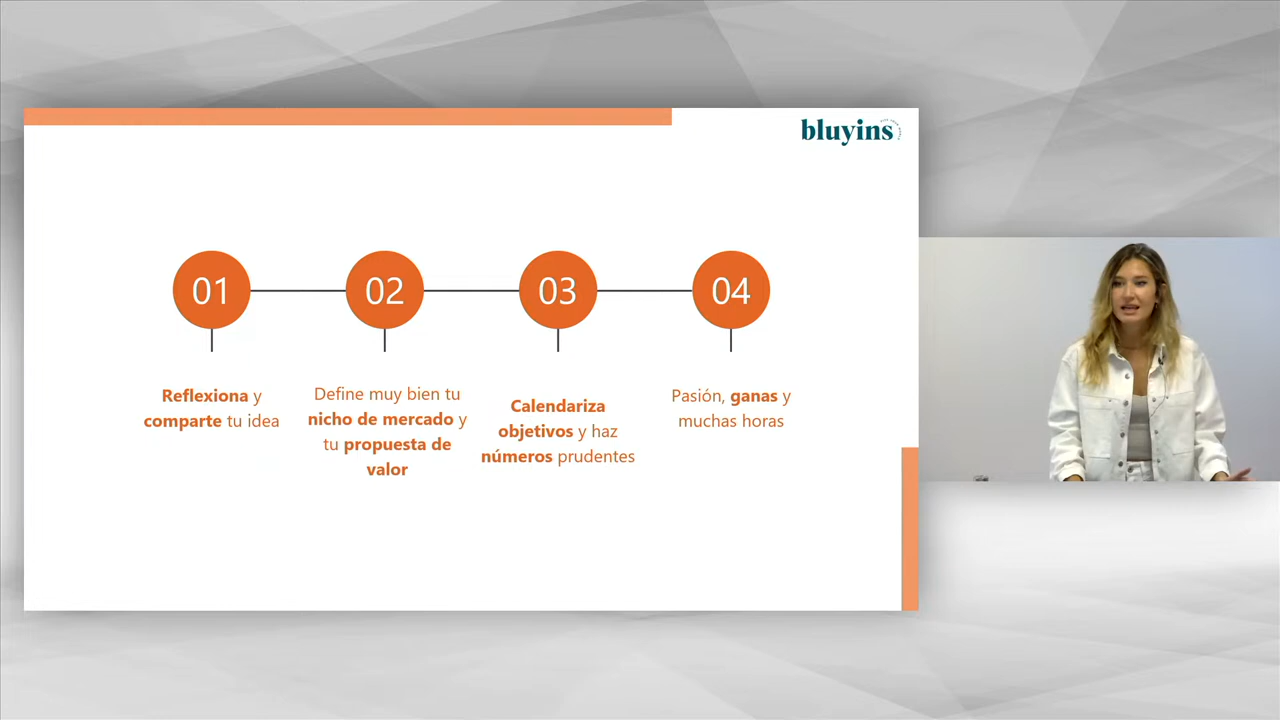 bluyins
01
02
03
04
Reflexiona y
comparte tu idea
Define muy bien tu
nicho de mercado y
tu propuesta de
valor
Calendariza
objetivos y haz
números prudentes
Pasión, ganas y
muchas horas